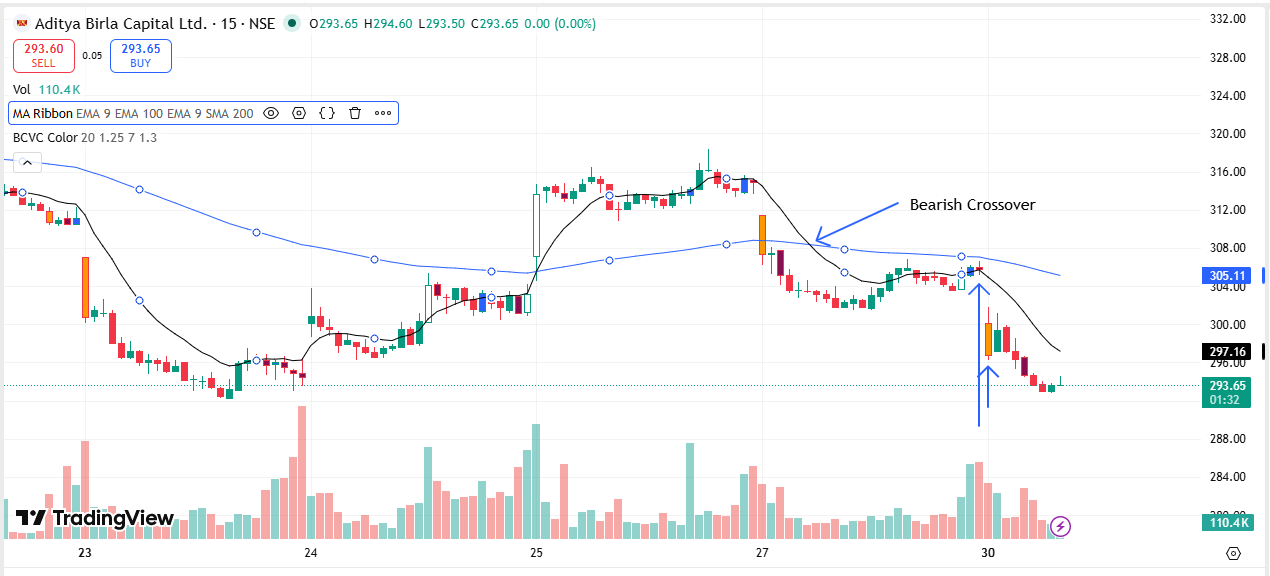 Aditya Birla Capital Ltd. · 15 · NSE O293.65 H294.60 L293.50 C293.65 0.00 (0.00%)
293.60 SELL 0.05 293.65 BUY
Vol 110.4K
MA Ribbon EMA 9 EMA 100 EMA 9 SMA 200
BCVC Color 20 1.25 7 1.3
Bearish Crossover
332.00
328.00
324.00
320.00
316.00
312.00
308.00
305.11
304.00
300.00
297.16
296.00
293.65
01:32
288.00
284.00
110.4K
TradingView
23 24 25 27 30